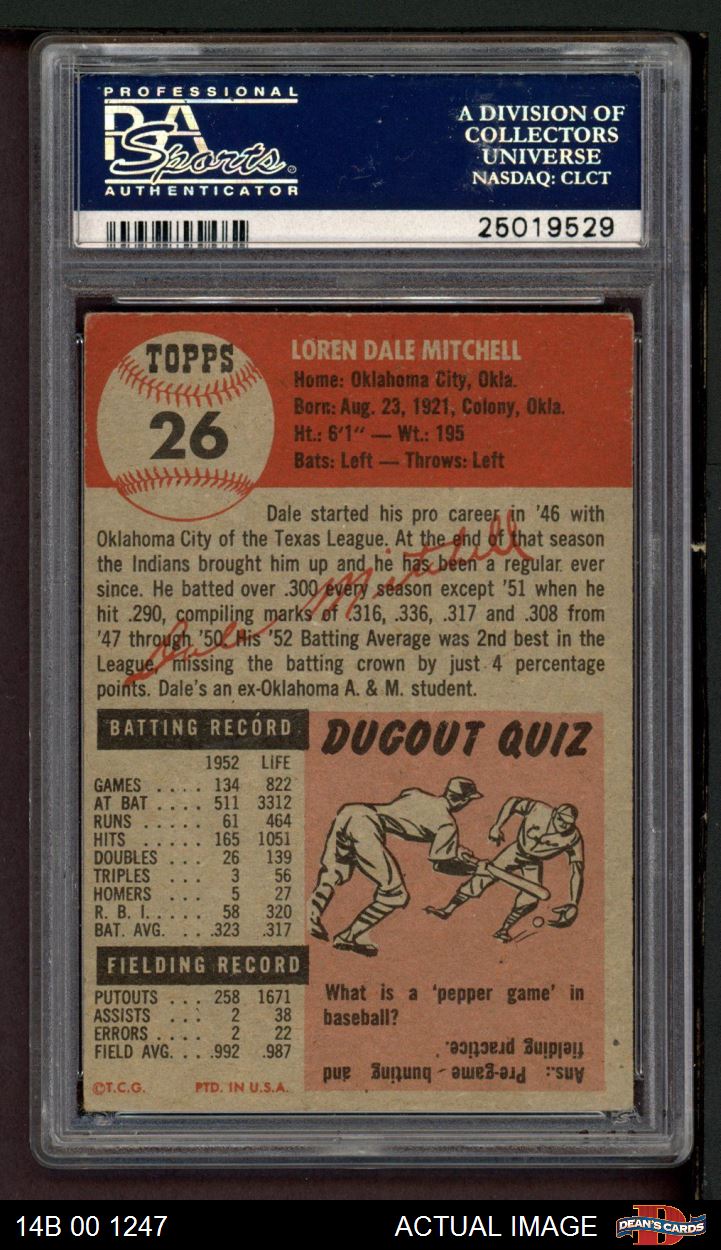 PROFESSIONAL
PSA
Sports
AUTHENTICATOR
A DIVISION OF
COLLECTORS
UNIVERSE
NASDAQ: CLCT
25019529
TOPPS
26
LOREN DALE MITCHELL
Home: Oklahoma City, Okla.
Born: Aug. 23, 1921, Colony, Okla.
Ht.: 6'1" — Wt.: 195
Bats: Left — Throws: Left
Dale started his pro career in '46 with
Oklahoma City of the Texas League. At the end of that season
the Indians brought him up and he has been a regular ever
since. He batted over .300 every season except '51 when he
hit .290, compiling marks of .316, .336, .317 and .308 from
'47 through '50. His '52 Batting Average was 2nd best in the
League, missing the batting crown by just 4 percentage
points. Dale's an ex-Oklahoma A. & M. student.
Dale Mitchell
BATTING RECORD
1952 LIFE
GAMES . . . . 134 822
AT BAT . . . . 511 3312
RUNS . . . . . 61 464
HITS . . . . . 165 1051
DOUBLES . . . 26 139
TRIPLES . . . 3 56
HOMERS . . . 5 27
R. B. I. . . . . . 58 320
BAT. AVG. . . .323 .317
FIELDING RECORD
PUTOUTS . . . 258 1671
ASSISTS . . . 2 38
ERRORS . . . . 2 22
FIELD AVG. . . .992 .987
©T.C.G. PTD. IN U.S.A.
DUGOUT QUIZ
What is a 'pepper game' in
baseball?
Ans.: Pre-game - bunting and
fielding practice.
14B 00 1247
ACTUAL IMAGE
D
DEAN'S CARDS